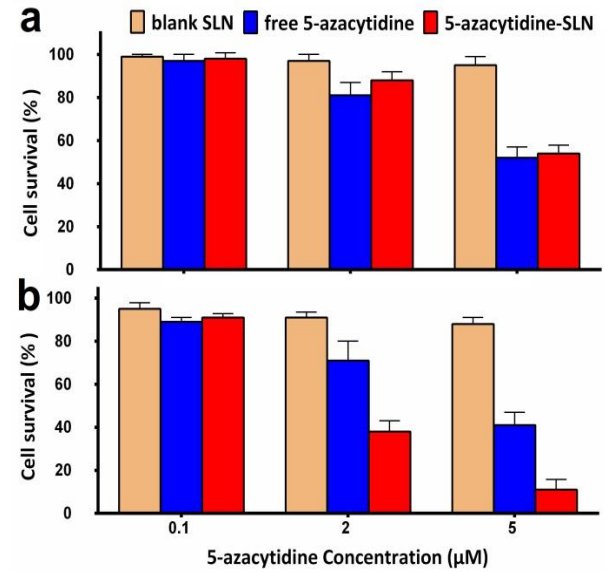 a
blank SLN free 5-azacytidine 5-azacytidine-SLN
100
80
60
40
20
0
Cell survival (%)
b
100
80
60
40
20
0
Cell survival (%)
0.1 2 5
5-azacytidine Concentration (μM)